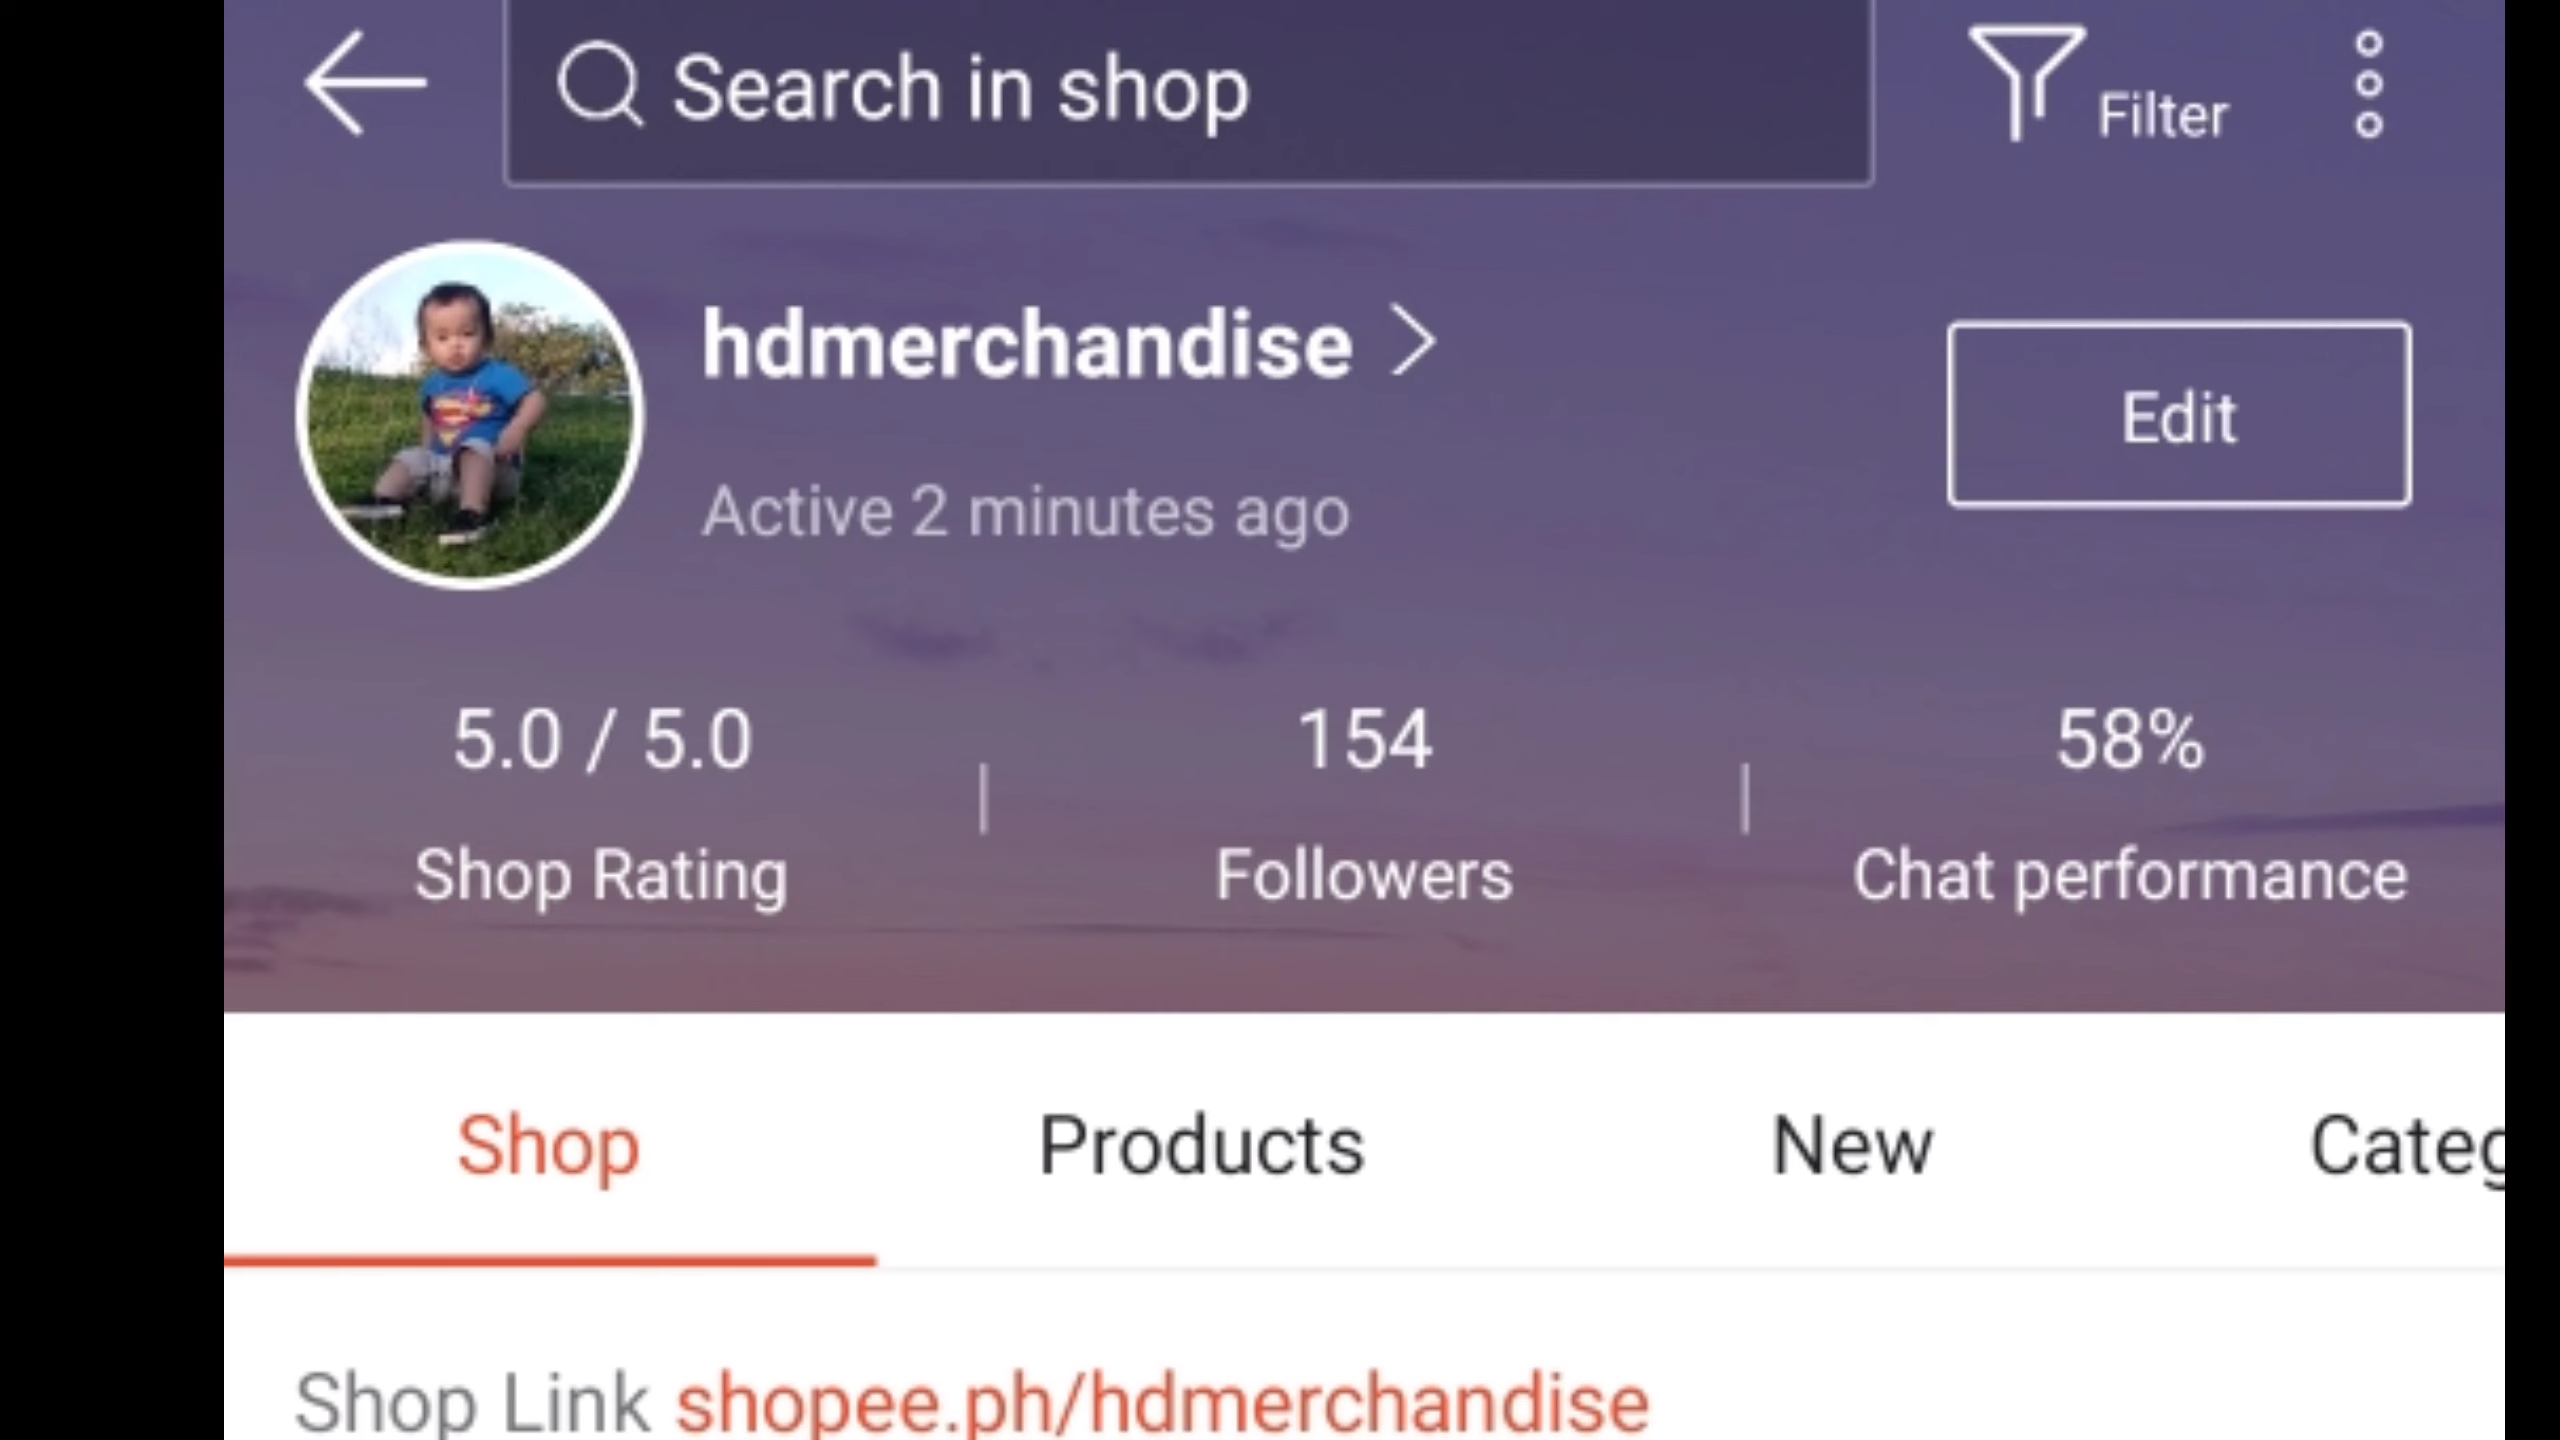 Search in shop
Filter
hdmerchandise
Edit
Active 2 minutes ago
5.0 / 5.0
154
58%
Shop Rating
Followers
Chat performance
Shop
Products
New
Categ
Shop Link shopee.ph/hdmerchandise